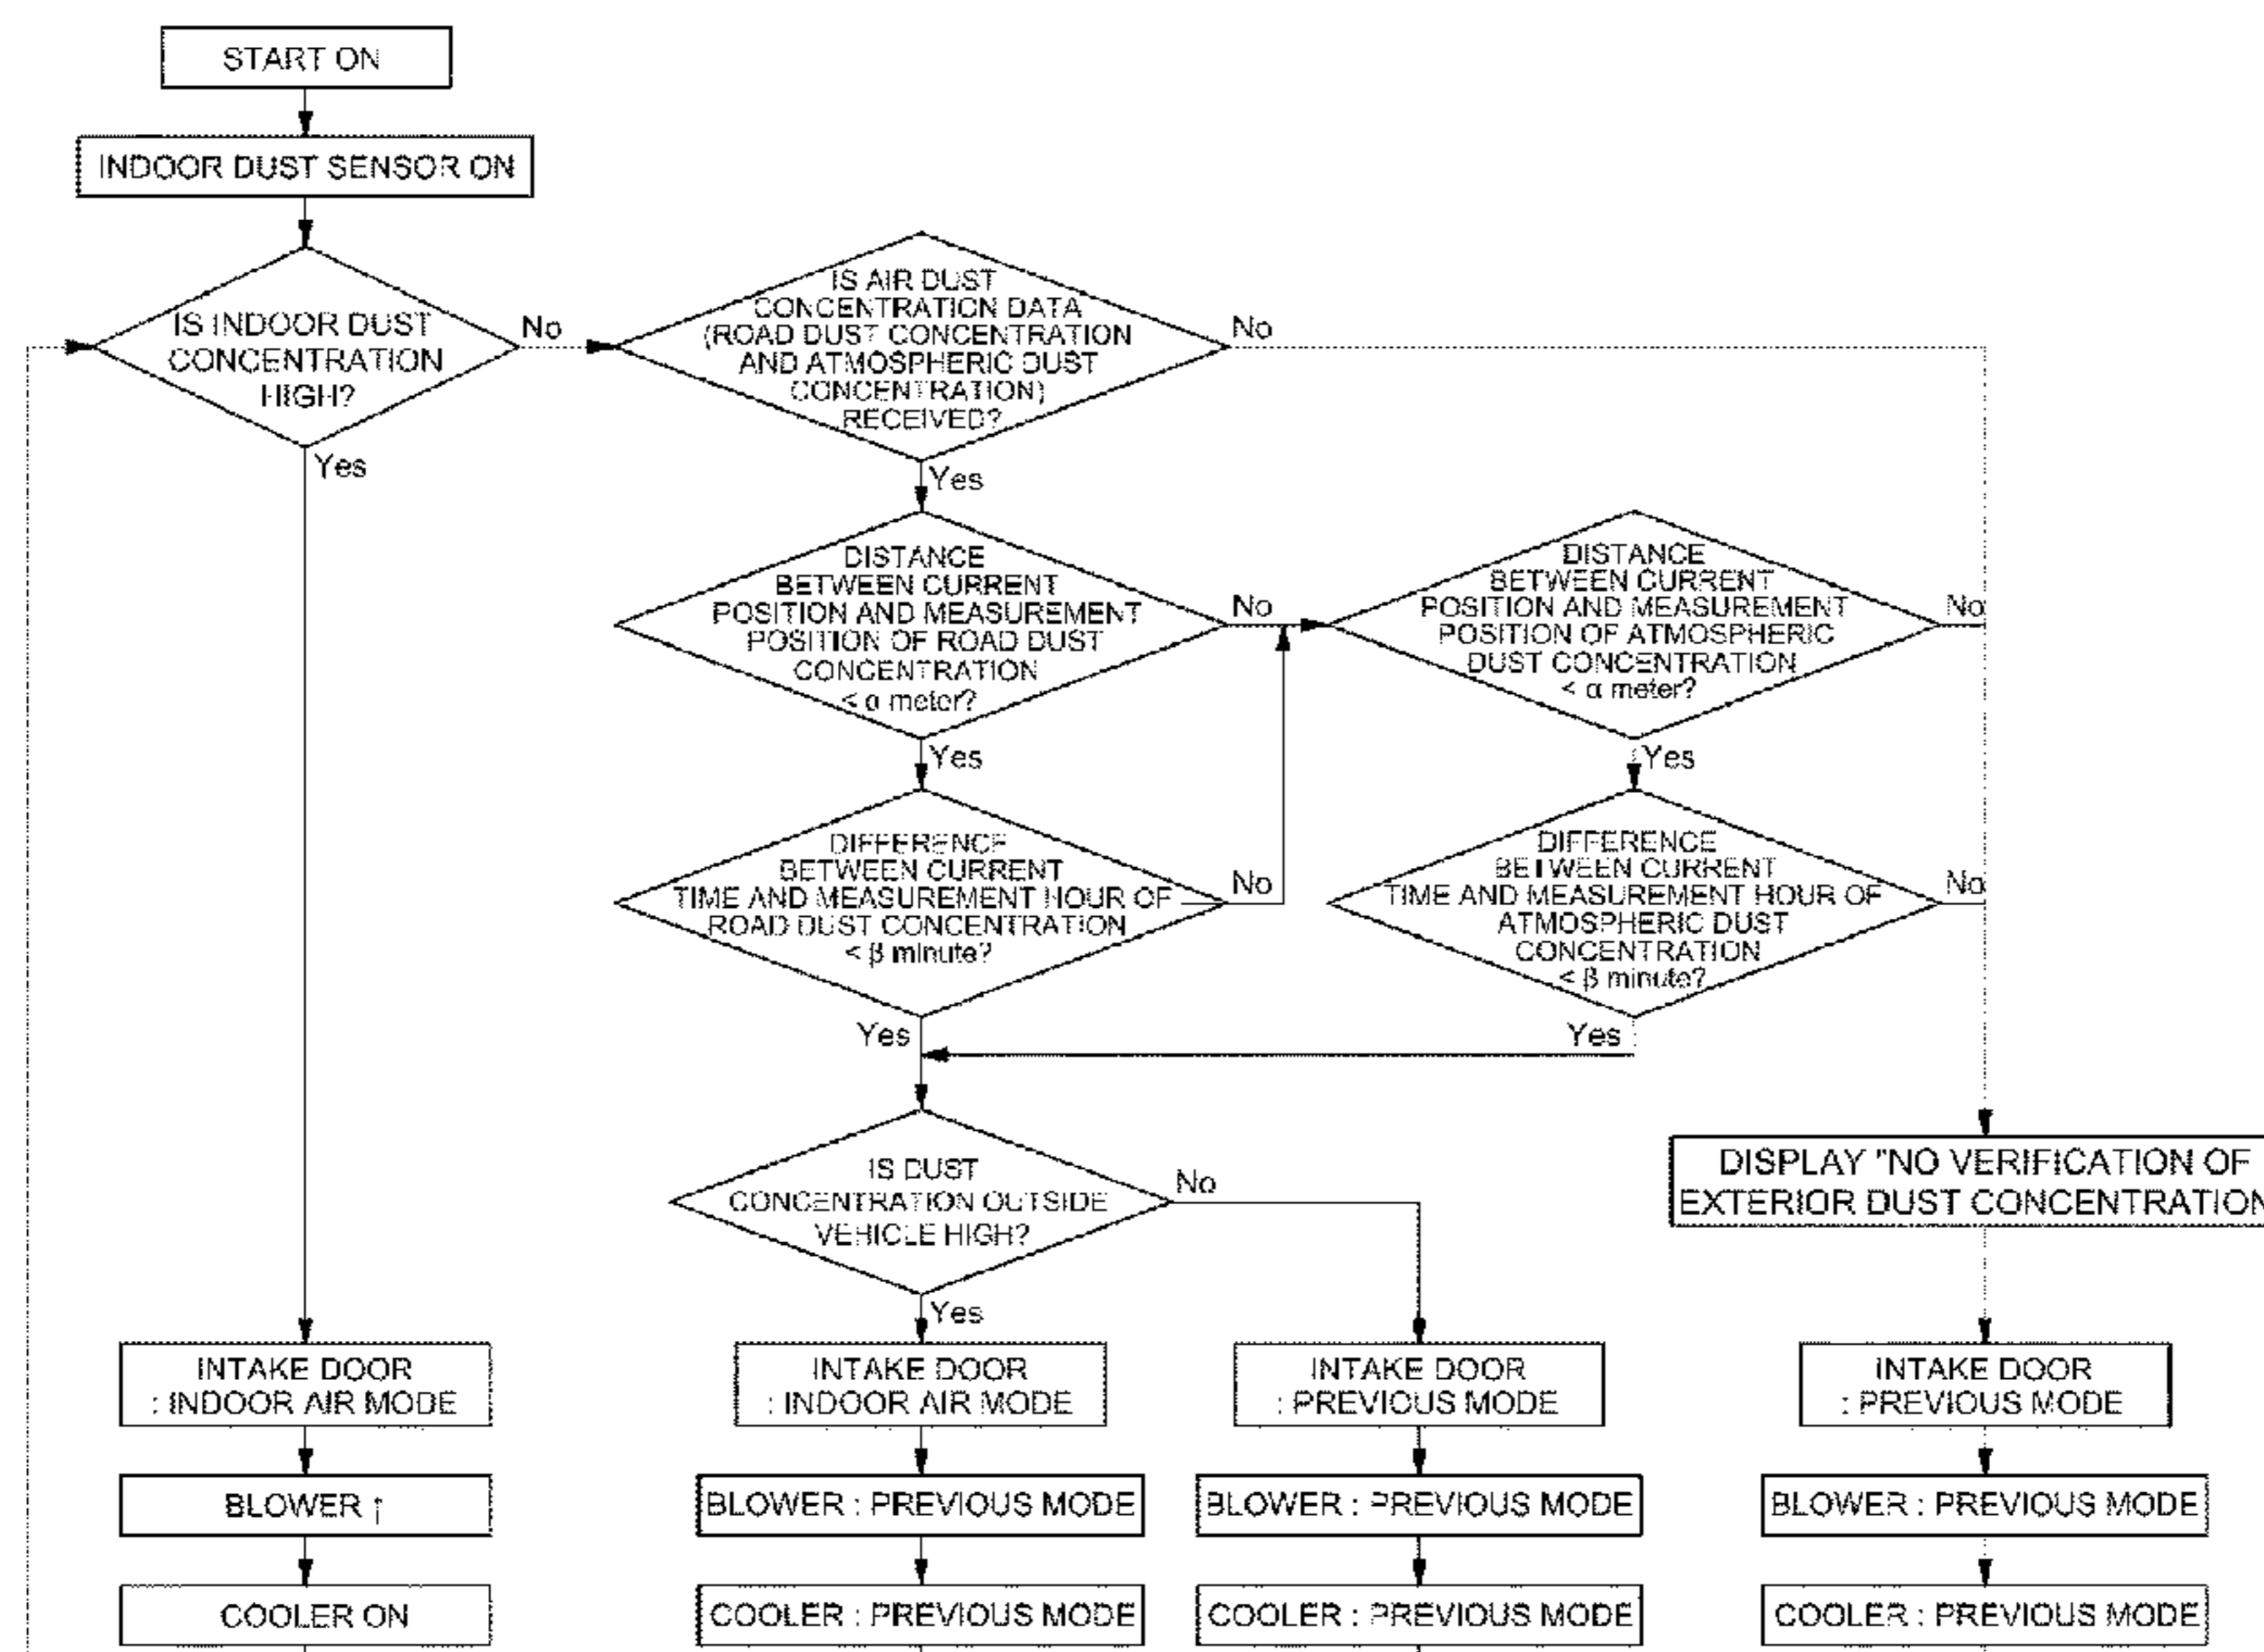 START ON
INDOOR DUST SENSOR ON
IS INDOOR DUST
CONCENTRATION
HIGH?
No
Yes
IS AIR DUST
CONCENTRATION DATA
(ROAD DUST CONCENTRATION
AND ATMOSPHERIC DUST
CONCENTRATION)
RECEIVED?
No
Yes
DISTANCE
BETWEEN CURRENT
POSITION AND MEASUREMENT
POSITION OF ROAD DUST
CONCENTRATION
< α meter?
No
Yes
DISTANCE
BETWEEN CURRENT
POSITION AND MEASUREMENT
POSITION OF ATMOSPHERIC
DUST CONCENTRATION
< α meter?
No
Yes
DIFFERENCE
BETWEEN CURRENT
TIME AND MEASUREMENT HOUR OF
ROAD DUST CONCENTRATION
< β minute?
No
Yes
DIFFERENCE
BETWEEN CURRENT
TIME AND MEASUREMENT HOUR OF
ATMOSPHERIC DUST
CONCENTRATION
< β minute?
No
Yes
IS DUST
CONCENTRATION OUTSIDE
VEHICLE HIGH?
No
Yes
DISPLAY "NO VERIFICATION OF
EXTERIOR DUST CONCENTRATION
INTAKE DOOR
: INDOOR AIR MODE
INTAKE DOOR
: INDOOR AIR MODE
INTAKE DOOR
: PREVIOUS MODE
INTAKE DOOR
: PREVIOUS MODE
BLOWER ↑
BLOWER : PREVIOUS MODE
BLOWER : PREVIOUS MODE
BLOWER : PREVIOUS MODE
COOLER ON
COOLER : PREVIOUS MODE
COOLER : PREVIOUS MODE
COOLER : PREVIOUS MODE